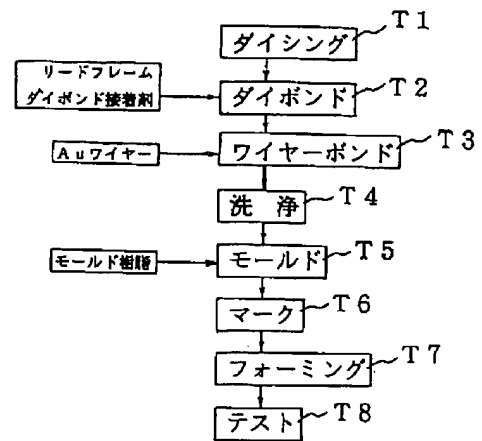 ダイシング
T1
リードフレーム
ダイボンド接着剤
ダイボンド
T2
Auワイヤー
ワイヤーボンド
T3
洗 浄
T4
モールド樹脂
モールド
T5
マーク
T6
フォーミング
T7
テスト
T8